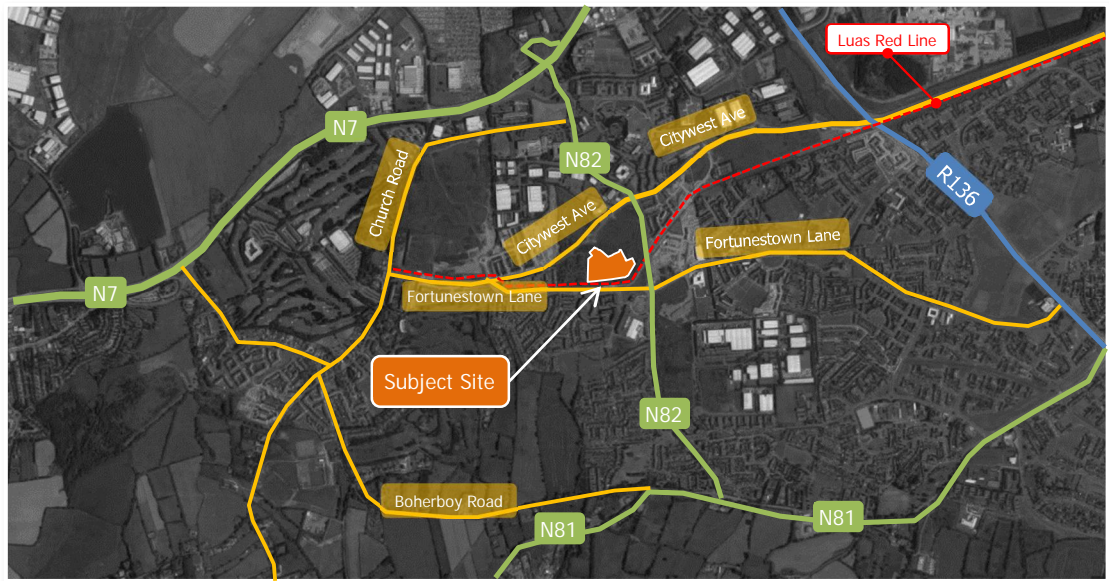 Luas Red Line
Citywest Ave
N7
N82
Church Road
R136
Citywest Ave
Fortunestown Lane
N7
Fortunestown Lane
Subject Site
N82
Boherboy Road
N81
N81